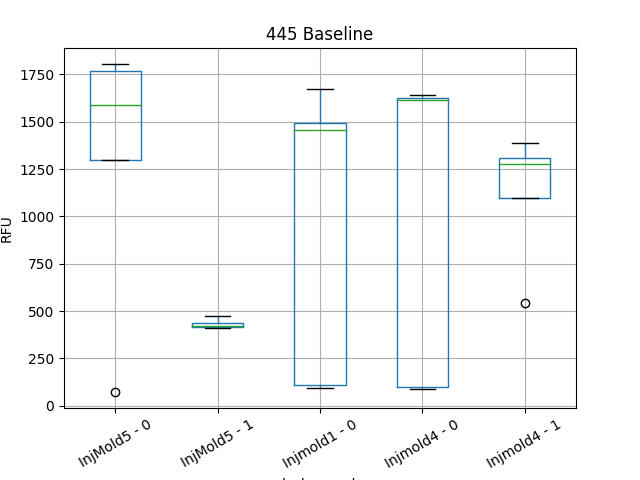 445 Baseline
RFU
1750
1500
1250
1000
750
500
250
0
InjMold5 - 0
InjMold5 - 1
Injmold1 - 0
Injmold4 - 0
Injmold4 - 1